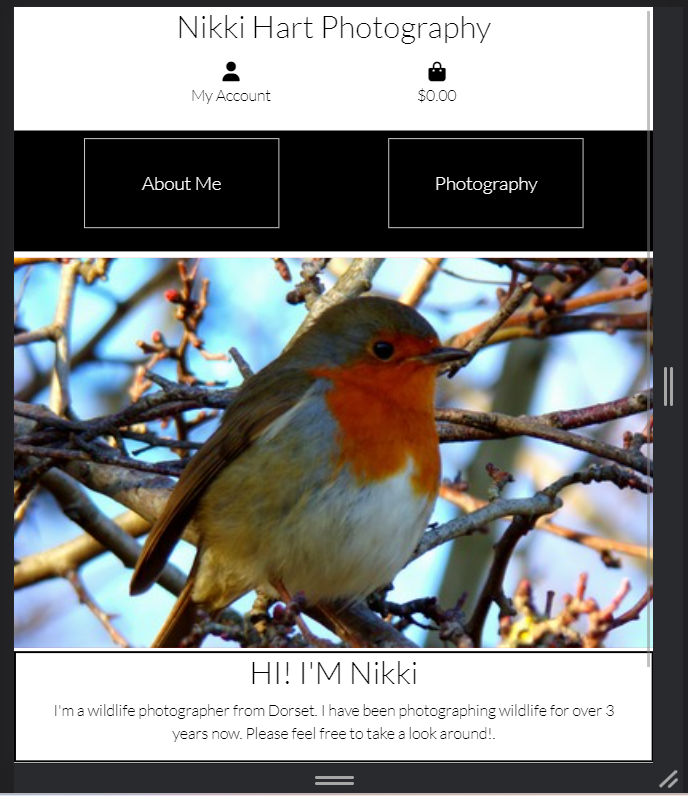 Nikki Hart Photography
My Account
$0.00
About Me
Photography
HI! I'M Nikki
I'm a wildlife photographer from Dorset. I have been photographing wildlife for over 3
years now. Please feel free to take a look around!.